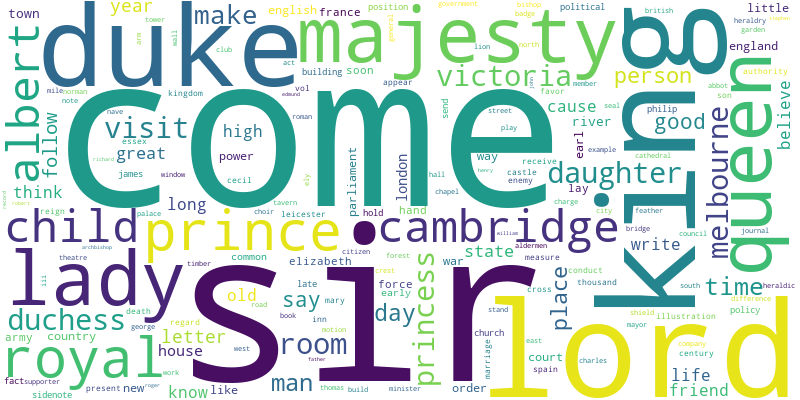 town
year
english
france
position
bishop
badge
political
british
little
make
tower
arm
wall
club
government
heraldry
duke
majesty
king
england
albert
mile
norman
note
building
soon
act
appear
lion
north
garden
victoria
person
authority
kingdom
vol
edmund
come
cause
favor
member
abbot
son
queen
believe
follow
visit
high
nave
essex
great
power
roman
send
street
play
river
philip
seal
good
james
window
cecil
way
earl
example
cathedral
richard
think
parliament
london
castle
enemy
receive
daughter
henry
melbourne
ely
tavern
hall
chapel
lay
charge
city
feather
reign
palace
long
choir
leicester
hold
hand
child
prince
cambridge
william
write
bridge
council
journal
archbishop
citizen
aldermen
state
theatre
timber
common
elizabeth
forest
war
measure
place
time
lady
sir
lord
iii
late
force
crest
early
princess
cross
conduct
thousand
south
heraldic
duchess
death
old
say
mary
day
difference
policy
george
regard
road
book
inn
stand
shield
illustration
army
country
letter
room
motion
church
mayor
royal
house
west
father
east
company
century
court
charles
fact
supporter
work
marriage
spain
life
sidenote
present
new
roger
know
like
man
thomas
build
minister
order
friend